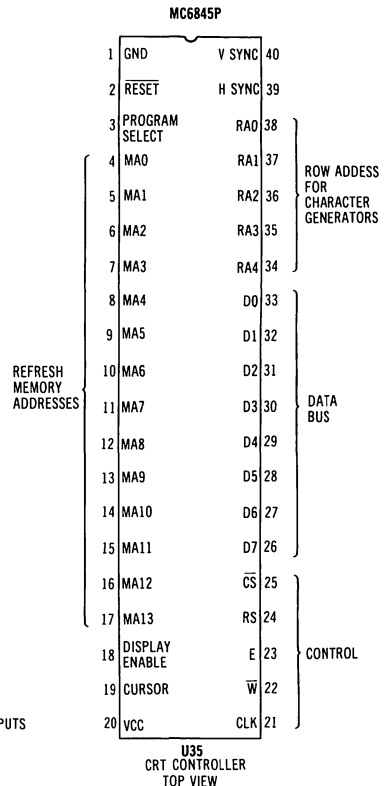 MC6845P
1 GND V SYNC 40
2 RESET H SYNC 39
3 PROGRAM SELECT RA0 38
4 MA0 RA1 37
5 MA1 RA2 36
6 MA2 RA3 35
7 MA3 RA4 34
ROW ADDESS
FOR
CHARACTER
GENERATORS
8 MA4 D0 33
9 MA5 D1 32
10 MA6 D2 31
11 MA7 D3 30
12 MA8 D4 29
13 MA9 D5 28
14 MA10 D6 27
15 MA11 D7 26
REFRESH
MEMORY
ADDRESSES
DATA
BUS
16 MA12 CS 25
17 MA13 RS 24
18 DISPLAY ENABLE E 23
19 CURSOR W 22
20 VCC CLK 21
CONTROL
PUTS
U35
CRT CONTROLLER
TOP VIEW